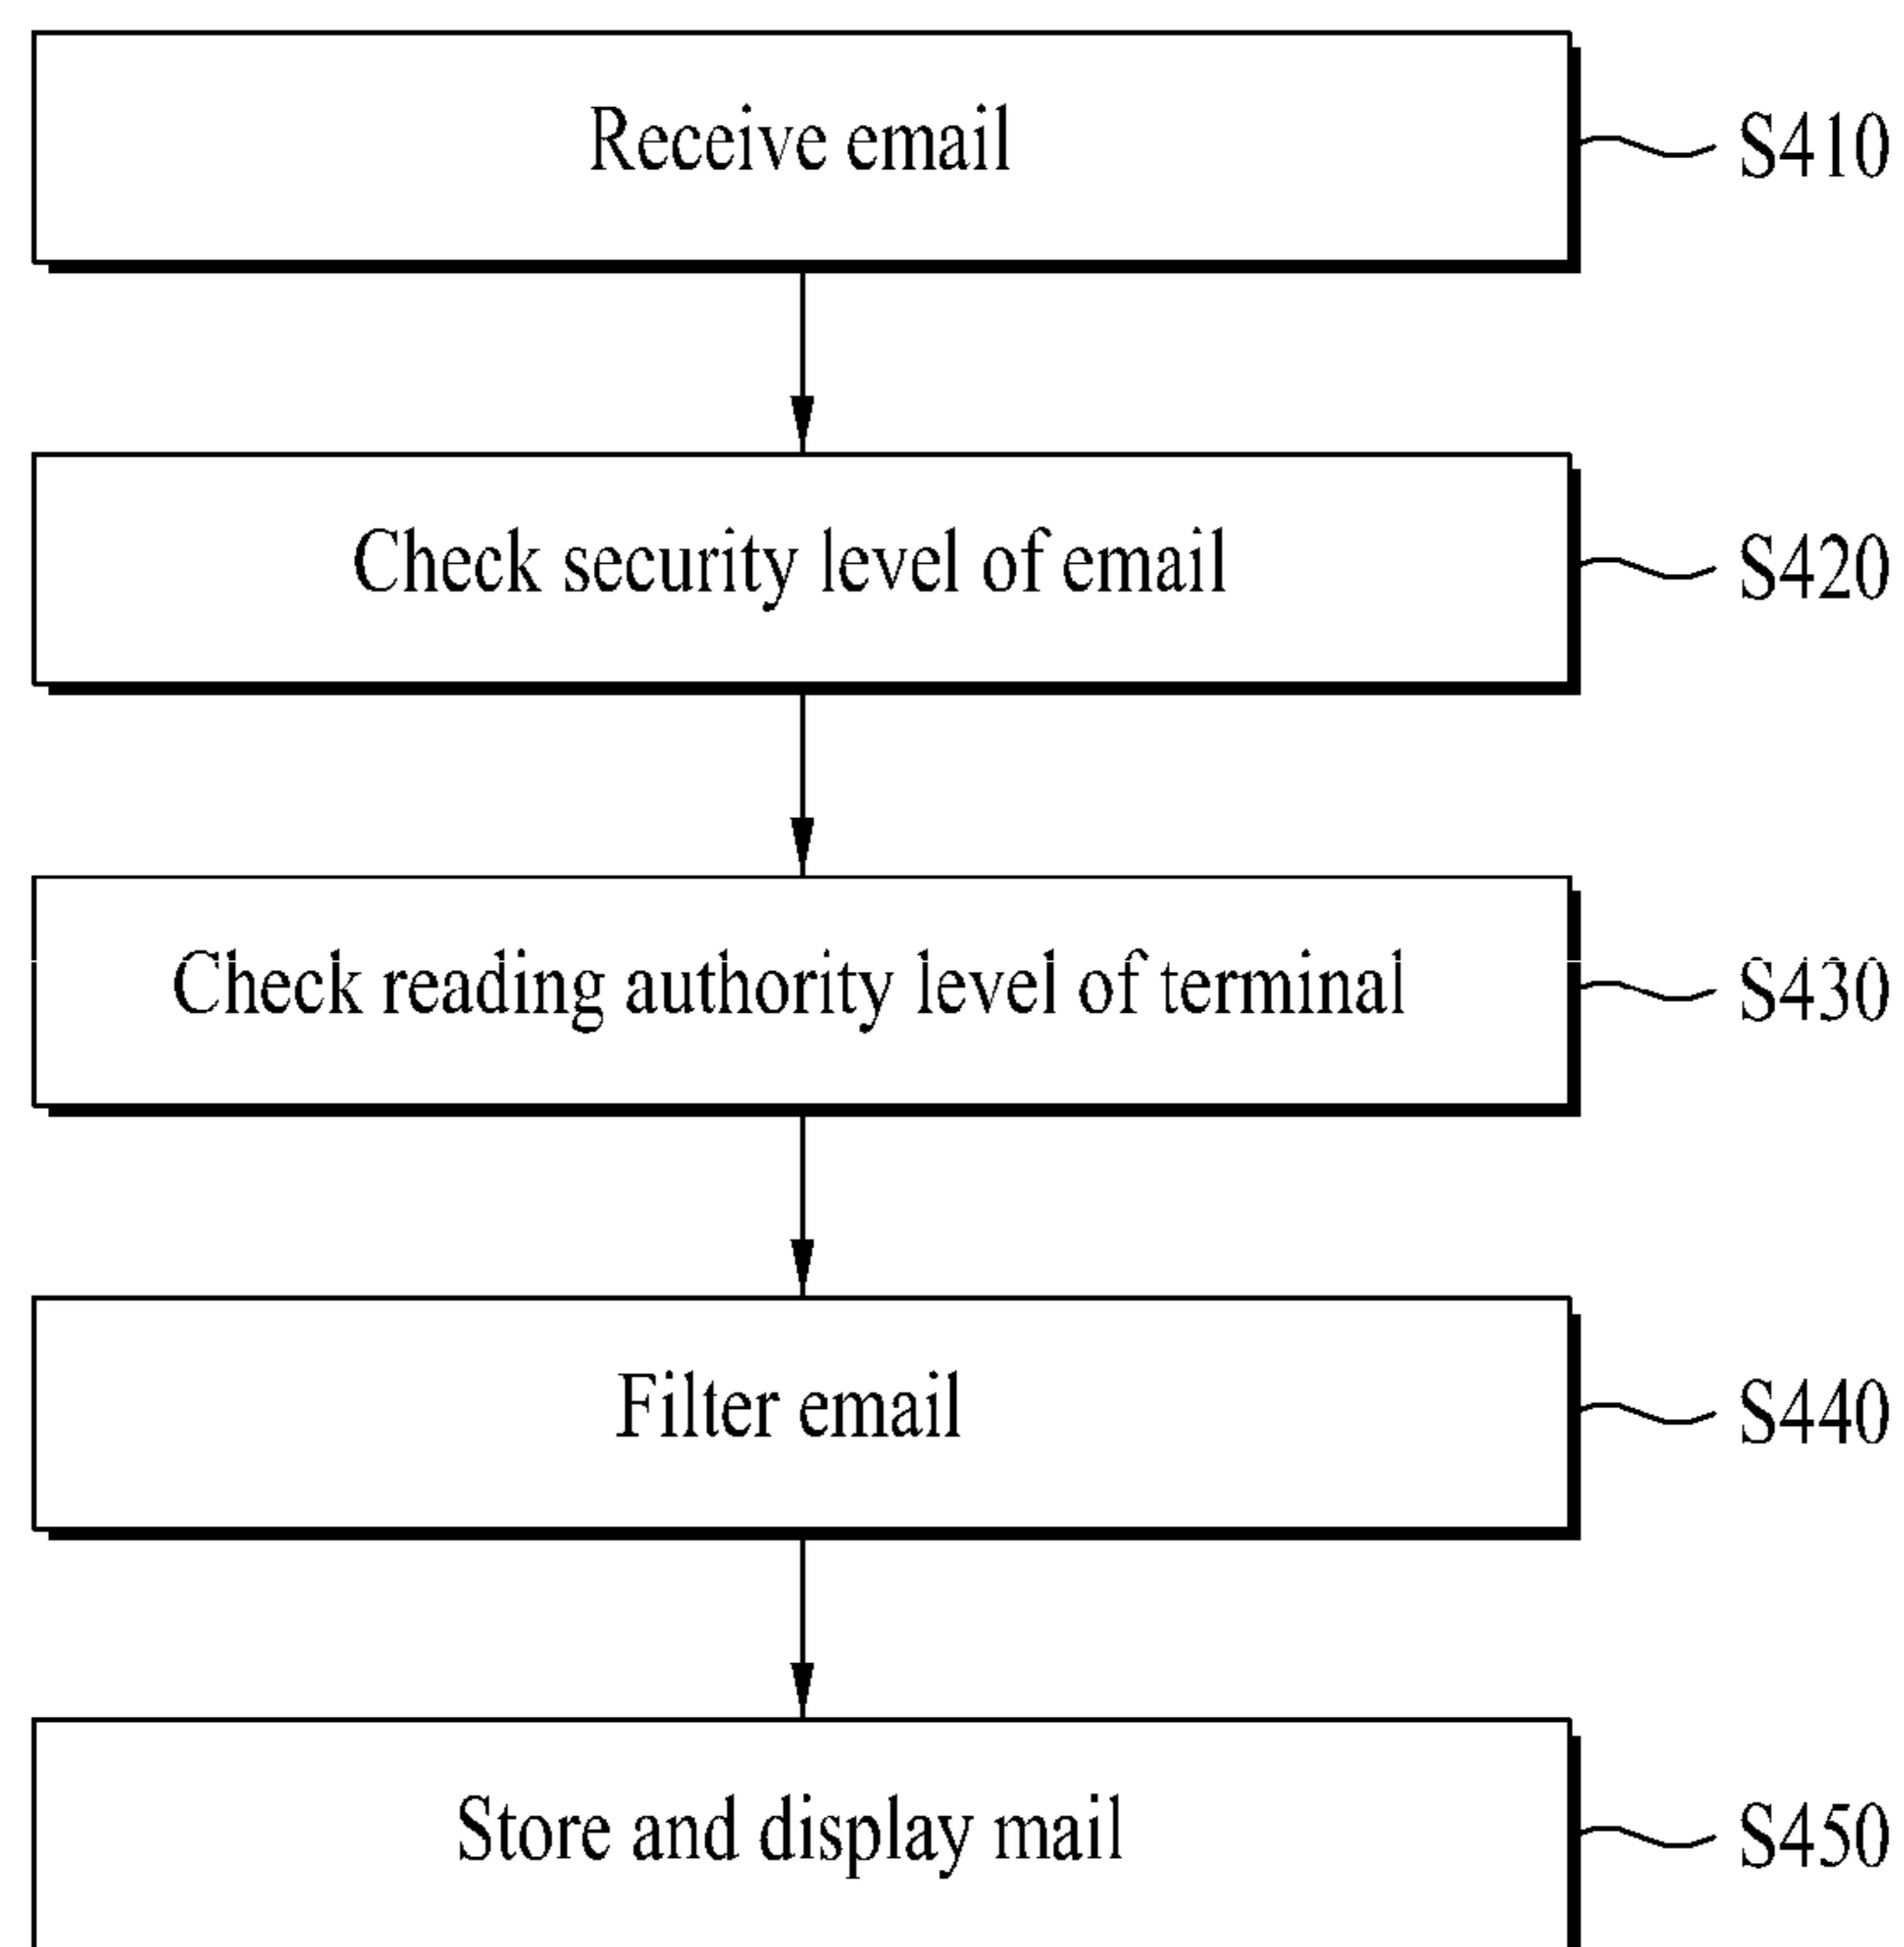 Receive email S410
Check security level of email S420
Check reading authority level of terminal S430
Filter email S440
Store and display mail S450